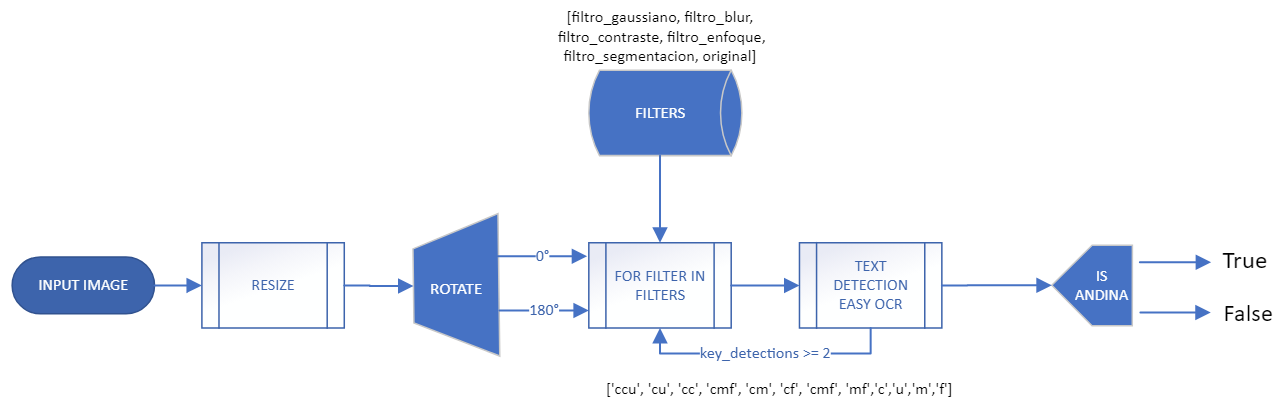 [filtro_gaussiano, filtro_blur,
filtro_contraste, filtro_enfoque,
filtro_segmentacion, original]
FILTERS
INPUT IMAGE
RESIZE
ROTATE
0°
180°
FOR FILTER IN
FILTERS
TEXT
DETECTION
EASY OCR
IS
ANDINA
True
False
key_detections >= 2
['ccu', 'cu', 'cc', 'cmf', 'cm', 'cf', 'cmf', 'mf','c','u','m','f']